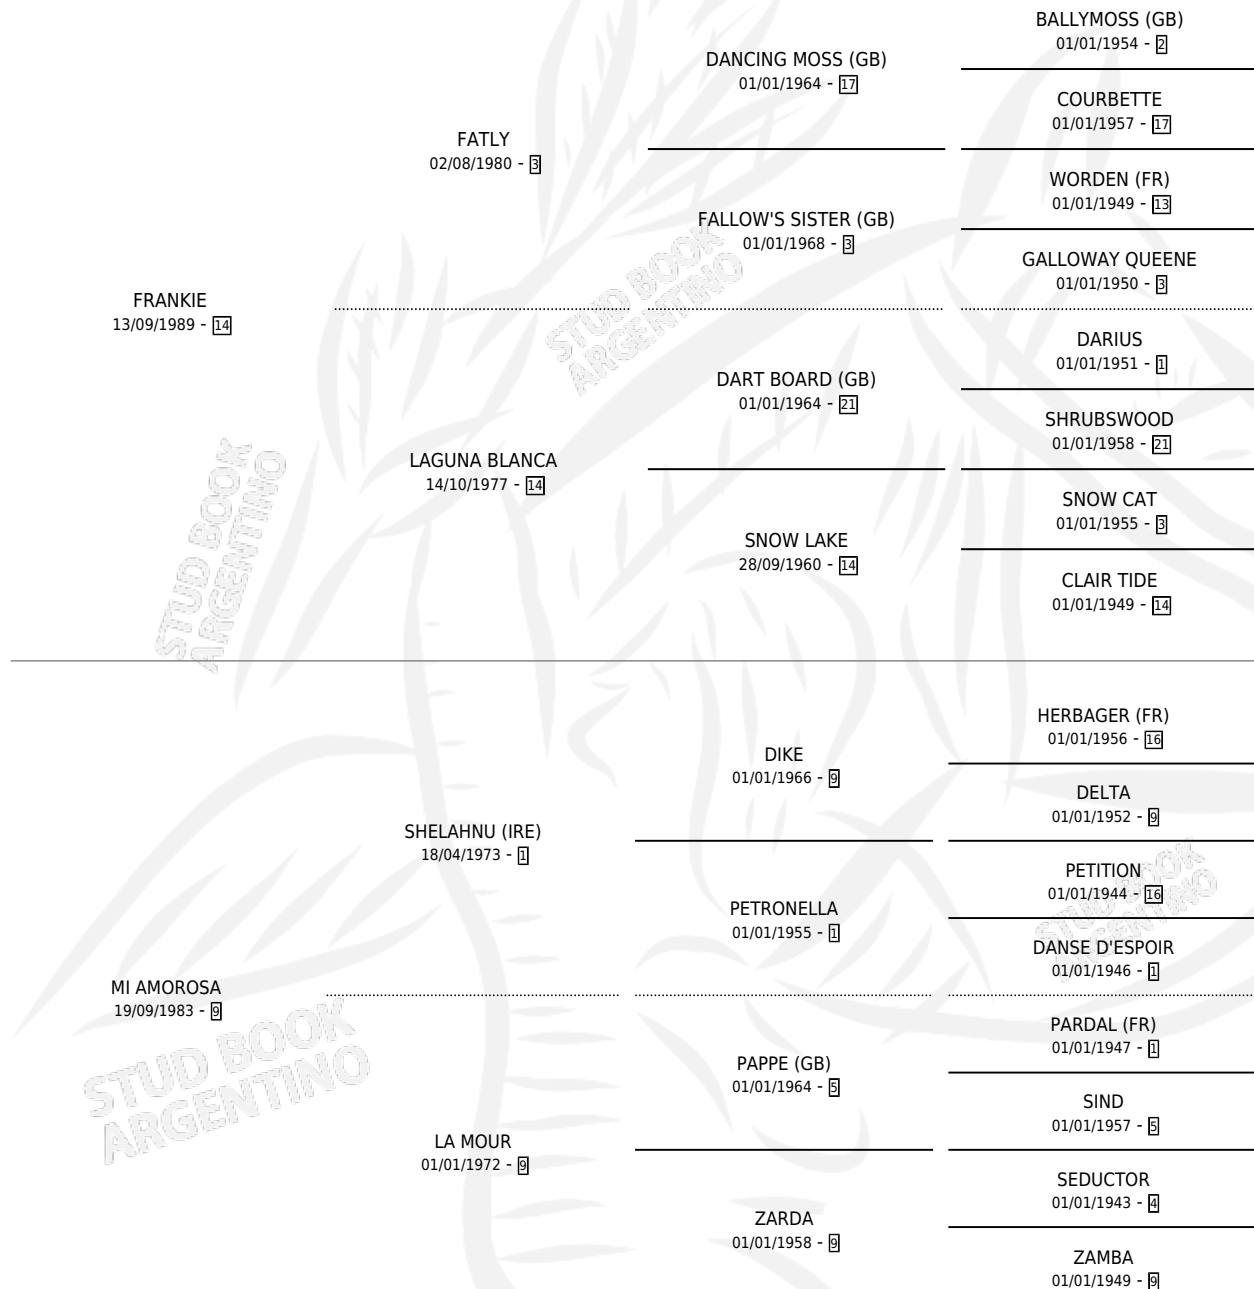 BALLYMOSS (GB)
01/01/1954 - 2
DANCING MOSS (GB)
01/01/1964 - 17
COURBETTE
01/01/1957 - 17
FATLY
02/08/1980 - 3
WORDEN (FR)
01/01/1949 - 13
FALLOW'S SISTER (GB)
01/01/1968 - 3
GALLOWAY QUEENE
01/01/1950 - 3
FRANKIE
13/09/1989 - 14
DARIUS
01/01/1951 - 1
DART BOARD (GB)
01/01/1964 - 21
SHRUBSWOOD
01/01/1958 - 21
LAGUNA BLANCA
14/10/1977 - 14
SNOW CAT
01/01/1955 - 3
SNOW LAKE
28/09/1960 - 14
CLAIR TIDE
01/01/1949 - 14
STUD BOOK
ARGENTINO
STUD BOOK
ARGENTINO
HERBAGER (FR)
01/01/1956 - 16
DIKE
01/01/1966 - 9
DELTA
01/01/1952 - 9
SHELAHNU (IRE)
18/04/1973 - 1
PETITION
01/01/1944 - 16
PETRONELLA
01/01/1955 - 1
DANSE D'ESPOIR
01/01/1946 - 1
MI AMOROSA
19/09/1983 - 9
PARDAL (FR)
01/01/1947 - 1
PAPPE (GB)
01/01/1964 - 5
SIND
01/01/1957 - 5
LA MOUR
01/01/1972 - 9
SEDUCTOR
01/01/1943 - 4
ZARDA
01/01/1958 - 9
ZAMBA
01/01/1949 - 9
STUD BOOK
ARGENTINO
STUD BOOK
ARGENTINO